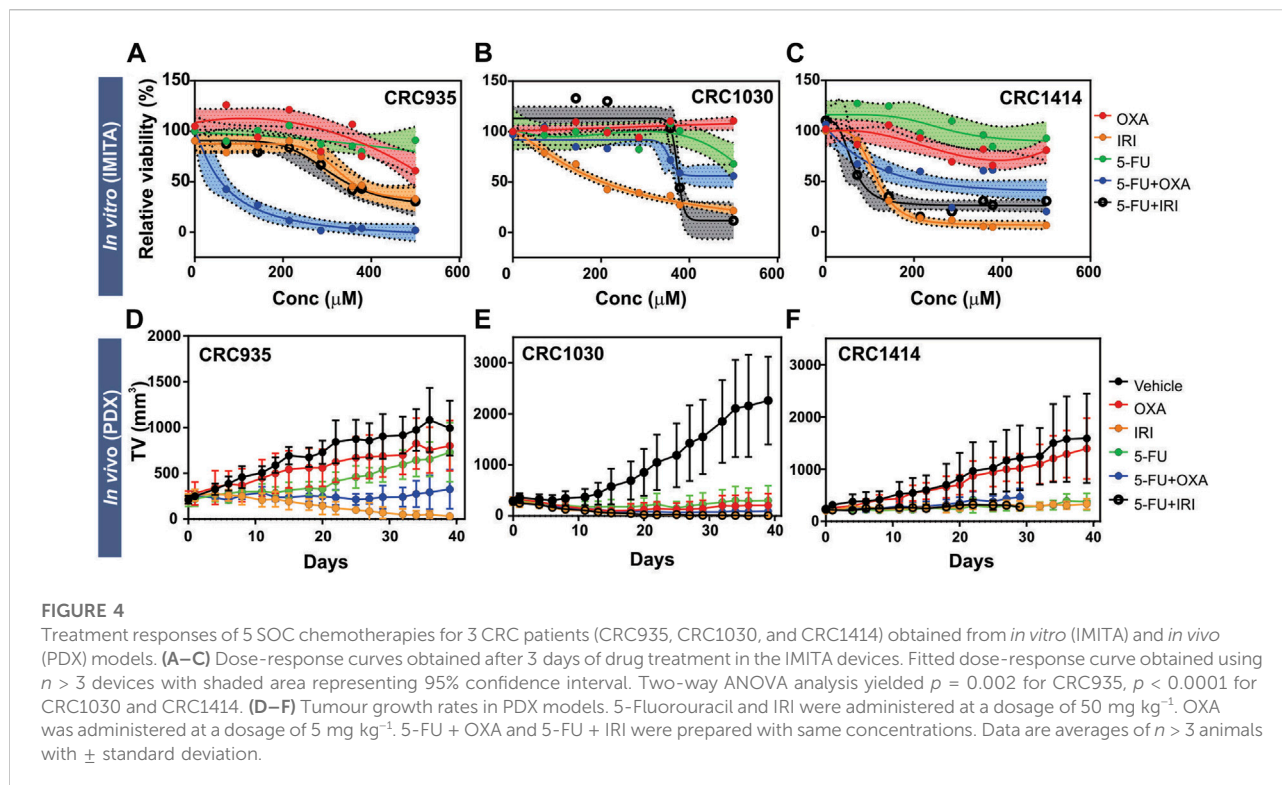 A
B
C
In vitro (IMITA)
Relative viability (%)
150
100
50
0
CRC935
0 200 400 600
Conc (μM)
150
100
50
0
CRC1030
0 200 400 600
Conc (μM)
150
100
50
0
CRC1414
0 200 400 600
Conc (μM)
OXA
IRI
5-FU
5-FU+OXA
5-FU+IRI
D
E
F
In vivo (PDX)
TV (mm³)
2000
1500
1000
500
0
CRC935
0 10 20 30 40
Days
3000
2000
1000
0
CRC1030
0 10 20 30 40
Days
3000
2000
1000
0
CRC1414
0 10 20 30 40
Days
Vehicle
OXA
IRI
5-FU
5-FU+OXA
5-FU+IRI
FIGURE 4
Treatment responses of 5 SOC chemotherapies for 3 CRC patients (CRC935, CRC1030, and CRC1414) obtained from in vitro (IMITA) and in vivo
(PDX) models. (A–C) Dose-response curves obtained after 3 days of drug treatment in the IMITA devices. Fitted dose-response curve obtained using
n > 3 devices with shaded area representing 95% confidence interval. Two-way ANOVA analysis yielded p = 0.002 for CRC935, p < 0.0001 for
CRC1030 and CRC1414. (D–F) Tumour growth rates in PDX models. 5-Fluorouracil and IRI were administered at a dosage of 50 mg kg⁻¹. OXA
was administered at a dosage of 5 mg kg⁻¹. 5-FU + OXA and 5-FU + IRI were prepared with same concentrations. Data are averages of n > 3 animals
with ± standard deviation.